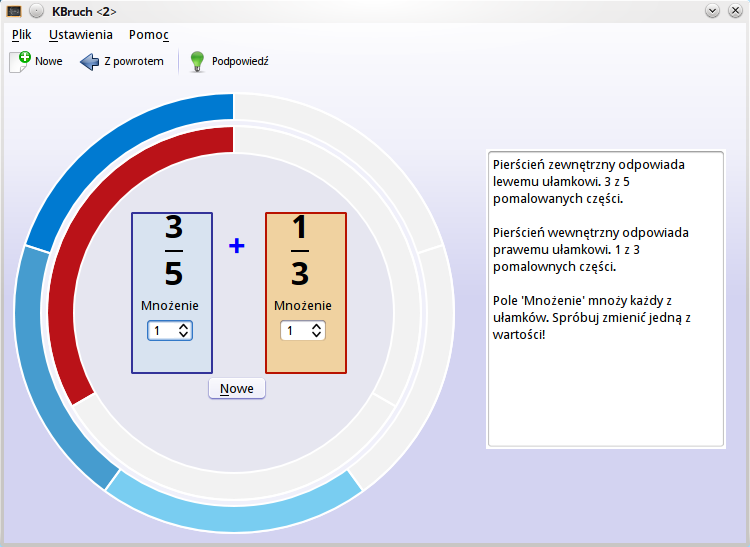 KBruch <2>
Plik Ustawienia Pomoc
Nowe Z powrotem Podpowiedź
3
5
Mnożenie
1
+
1
3
Mnożenie
1
Nowe
Pierścień zewnętrzny odpowiada
lewemu ułamkowi. 3 z 5
pomalowanych części.
Pierścień wewnętrzny odpowiada
prawemu ułamkowi. 1 z 3
pomalownych części.
Pole 'Mnożenie' mnoży każdy z
ułamków. Spróbuj zmienić jedną z
wartości!